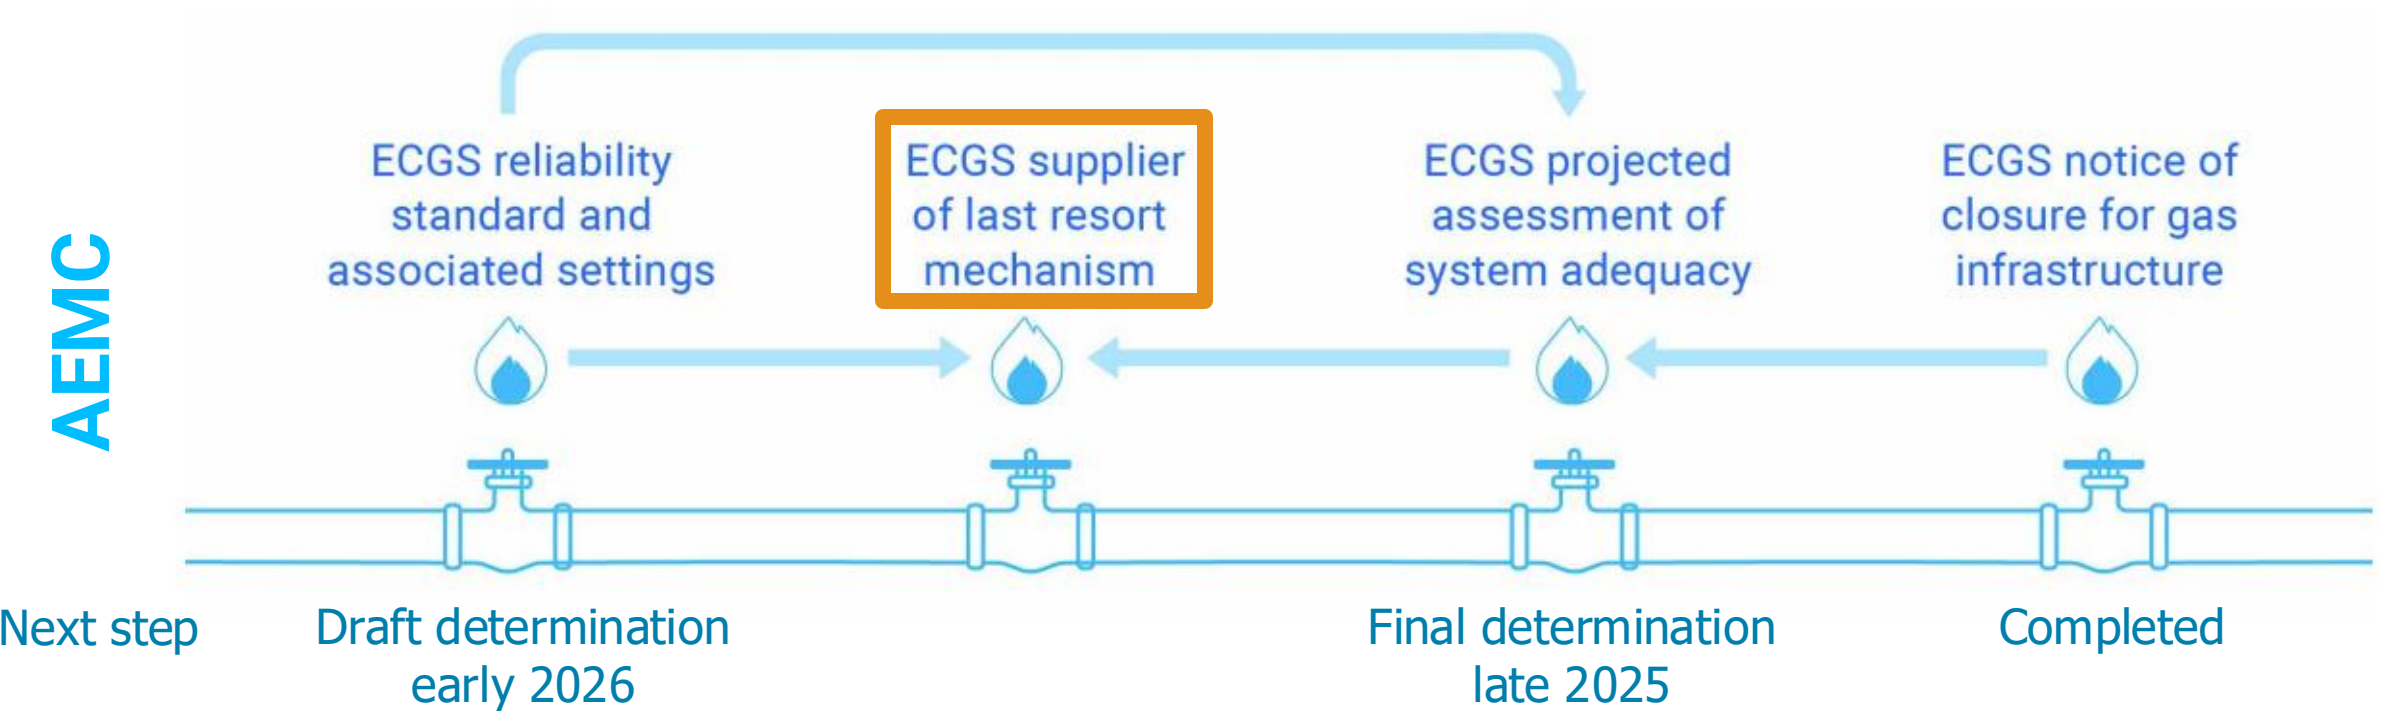 AEMC
ECGS reliability
standard and
associated settings
ECGS supplier
of last resort
mechanism
ECGS projected
assessment of
system adequacy
ECGS notice of
closure for gas
infrastructure
Next step
Draft determination
early 2026
Final determination
late 2025
Completed